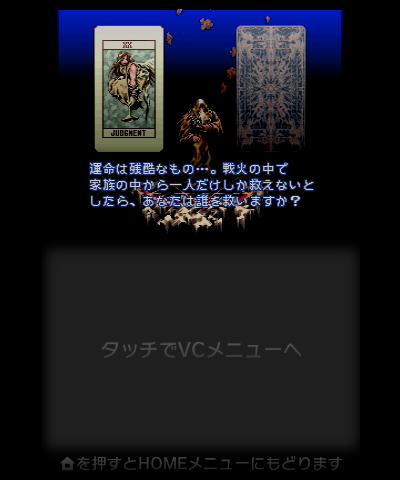 XX
JUDGMENT
運命は残酷なもの…。戦火の中で
家族の中から一人だけしか救えないと
したら、あなたは誰を救いますか？
タッチでVCメニューへ
を押すとHOMEメニューにもどります